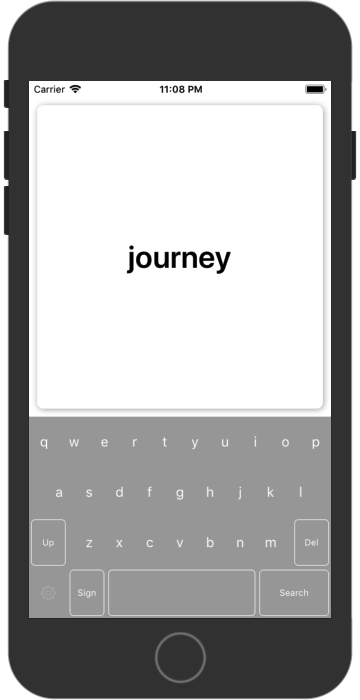 Carrier 11:08 PM
journey
q w e r t y u i o p
a s d f g h j k l
Up z x c v b n m Del
Sign Search